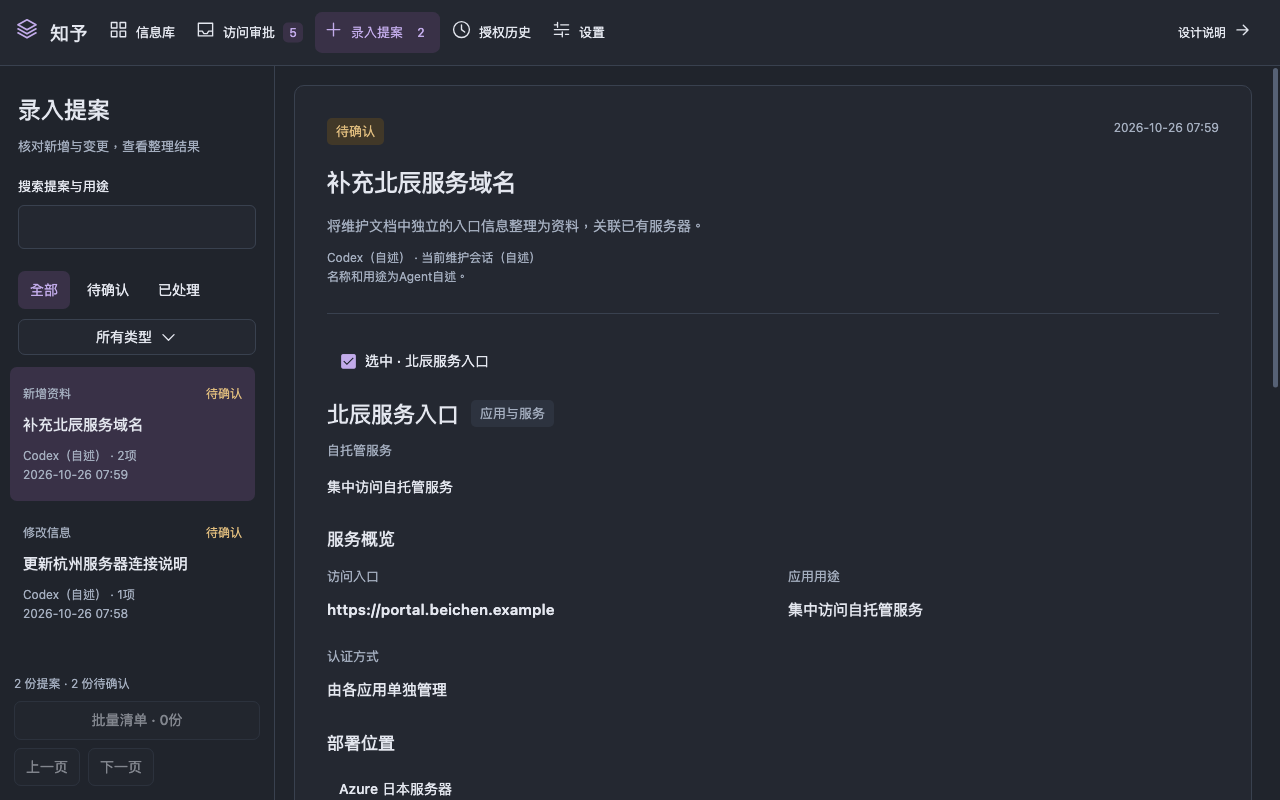 知予
信息库
访问审批 5
录入提案 2
授权历史
设置
设计说明
录入提案
核对新增与变更，查看整理结果
搜索提案与用途
全部 待确认 已处理
所有类型
新增资料 待确认
补充北辰服务域名
Codex（自述） · 2项
2026-10-26 07:59
修改信息 待确认
更新杭州服务器连接说明
Codex（自述） · 1项
2026-10-26 07:58
2 份提案 · 2 份待确认
批量清单 · 0份
上一页 下一页
待确认 2026-10-26 07:59
补充北辰服务域名
将维护文档中独立的入口信息整理为资料，关联已有服务器。
Codex（自述） · 当前维护会话（自述）
名称和用途为Agent自述。
选中 · 北辰服务入口
北辰服务入口 应用与服务
自托管服务
集中访问自托管服务
服务概览
访问入口 应用用途
https://portal.beichen.example 集中访问自托管服务
认证方式
由各应用单独管理
部署位置
Azure 日本服务器